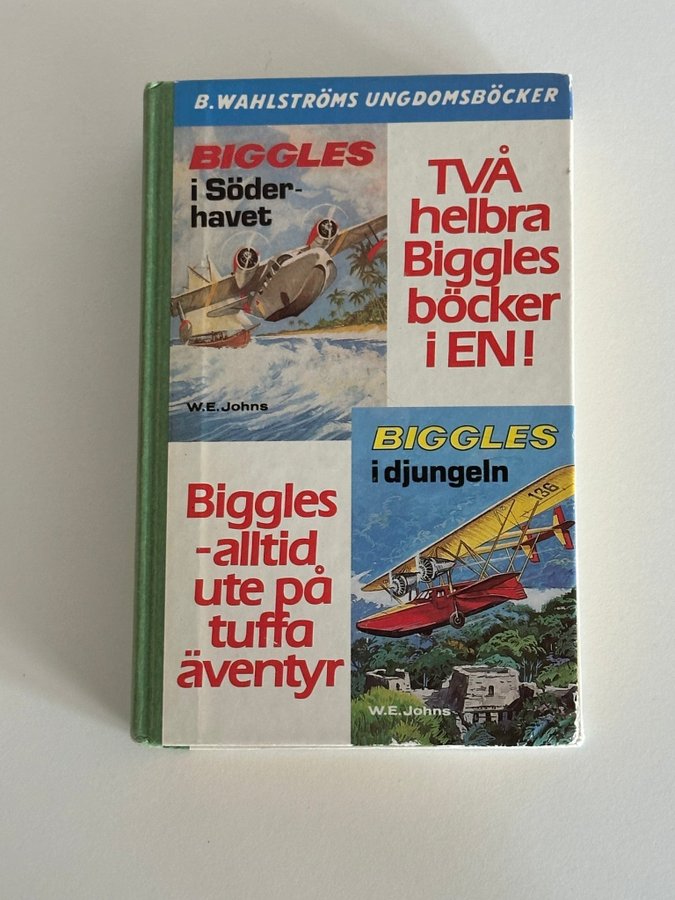 B.WAHLSTRÖMS UNGDOMSBÖCKER
BIGGLES
i Söder-
havet
W.E.Johns
TVÅ
helbra
Biggles
böcker
i EN!
Biggles
-alltid
ute på
tuffa
äventyr
BIGGLES
i djungeln
136
W.E.Johns